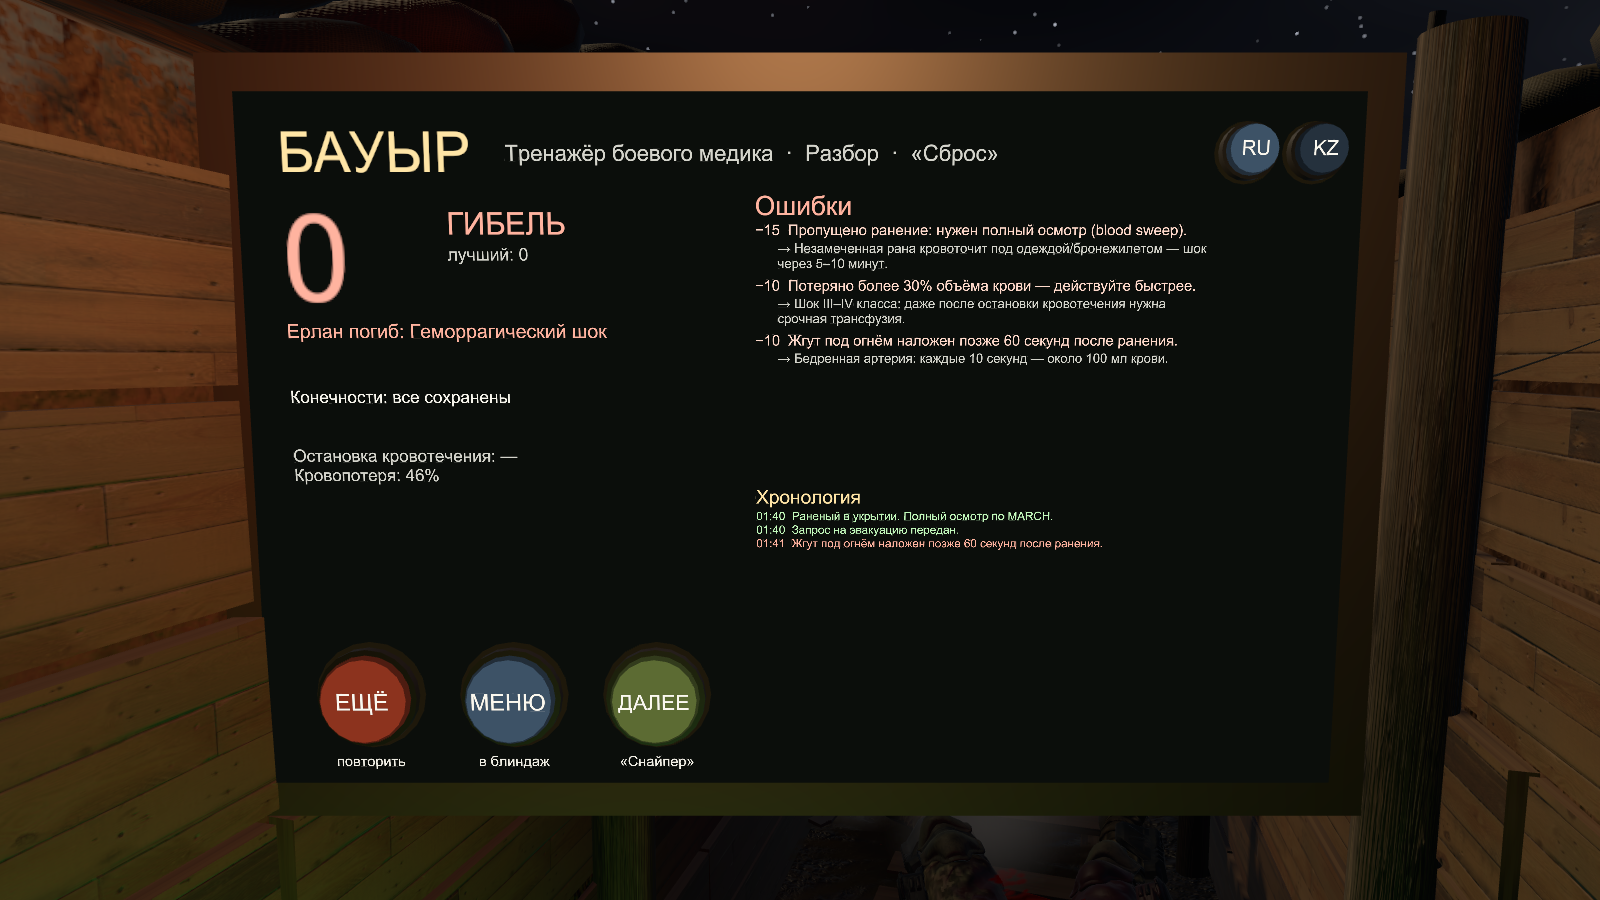 БАУЫР
Тренажёр боевого медика · Разбор · «Сброс»
RU
KZ
0
ГИБЕЛЬ
лучший: 0
Ерлан погиб: Геморрагический шок
Конечности: все сохранены
Остановка кровотечения: —
Кровопотеря: 46%
Ошибки
−15 Пропущено ранение: нужен полный осмотр (blood sweep).
→ Незамеченная рана кровоточит под одеждой/бронежилетом — шок
через 5–10 минут.
−10 Потеряно более 30% объёма крови — действуйте быстрее.
→ Шок III–IV класса: даже после остановки кровотечения нужна
срочная трансфузия.
−10 Жгут под огнём наложен позже 60 секунд после ранения.
→ Бедренная артерия: каждые 10 секунд — около 100 мл крови.
Хронология
01:40 Раненый в укрытии. Полный осмотр по MARCH.
01:40 Запрос на эвакуацию передан.
01:41 Жгут под огнём наложен позже 60 секунд после ранения.
ЕЩЁ
МЕНЮ
ДАЛЕЕ
повторить
в блиндаж
«Снайпер»